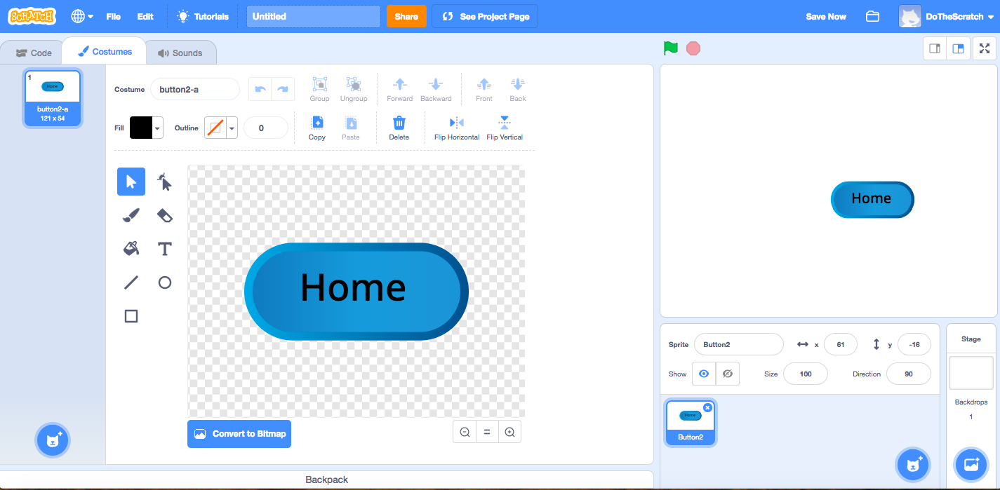 SCRATCH File Edit Tutorials Untitled Share See Project Page Save Now DoTheScratch
Code Costumes Sounds
1
Home
button2-a
121 x 54
Costume button2-a Group Ungroup Forward Backward Front Back
Fill Outline 0 Copy Paste Delete Flip Horizontal Flip Vertical
T
Home
Convert to Bitmap =
Backpack
Home
Sprite Button2 x 61 y -16
Show Size 100 Direction 90
Home
Button2
Stage
Backdrops
1